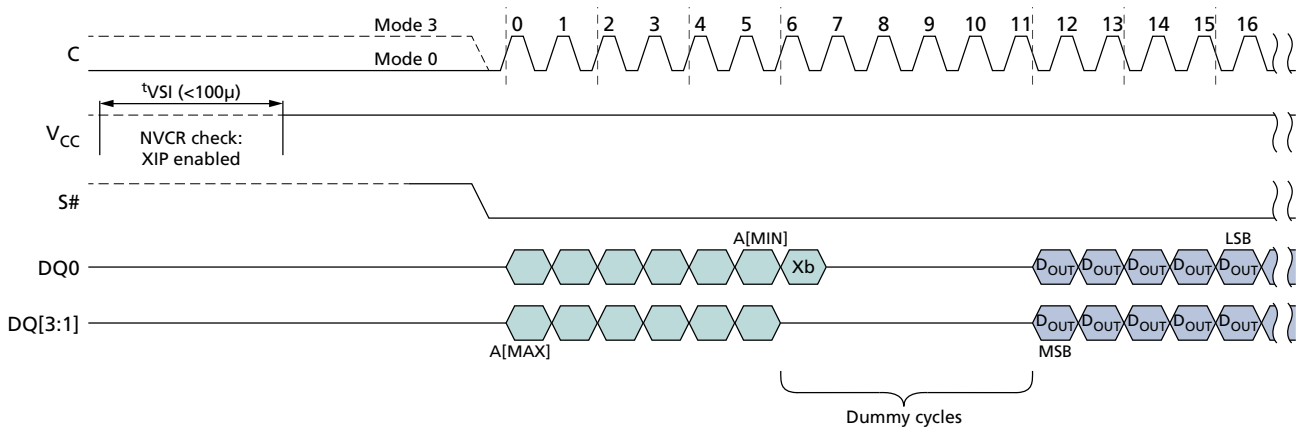 0 1 2 3 4 5 6 7 8 9 10 11 12 13 14 15 16
Mode 3
C
Mode 0
tVSI (<100µ)
VCC
NVCR check:
XIP enabled
S#
A[MIN]
LSB
DQ0
Xb
DOUT DOUT DOUT DOUT DOUT
DQ[3:1]
DOUT DOUT DOUT DOUT DOUT
A[MAX]
MSB
Dummy cycles